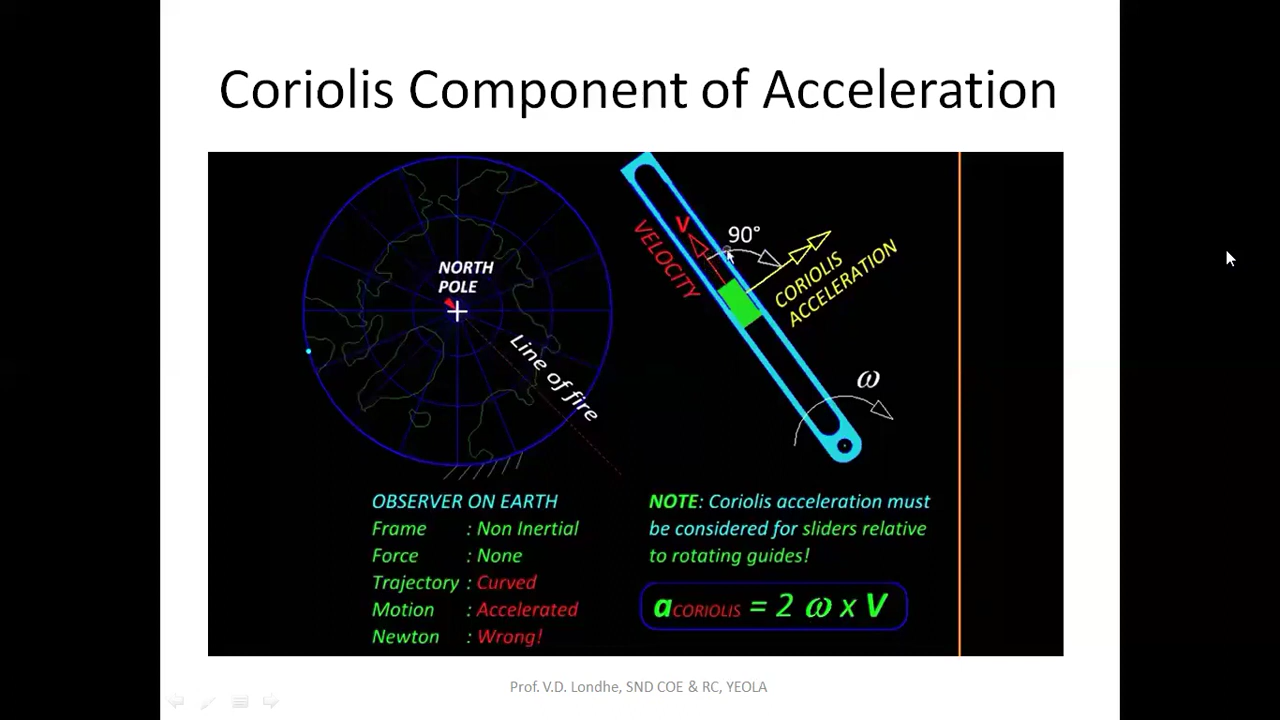 Coriolis Component of Acceleration
NORTH
POLE
Line of fire
V
VELOCITY
90°
CORIOLIS
ACCELERATION
ω
OBSERVER ON EARTH
Frame : Non Inertial
Force : None
Trajectory : Curved
Motion : Accelerated
Newton : Wrong!
NOTE: Coriolis acceleration must
be considered for sliders relative
to rotating guides!
aCORIOLIS = 2 ω x V
Prof. V.D. Londhe, SND COE & RC, YEOLA